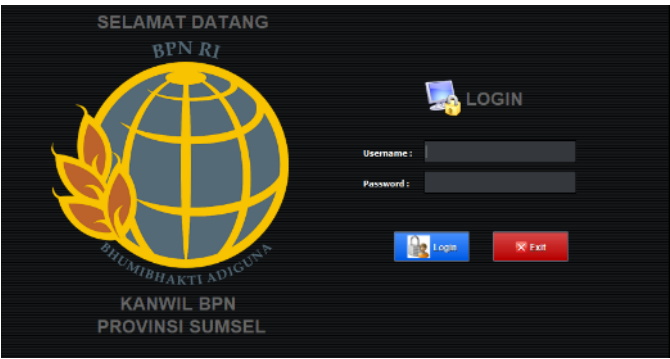 SELAMAT DATANG
BPN RI
BHUMIBHAKTI ADIGUNA
KANWIL BPN
PROVINSI SUMSEL
LOGIN
Username :
Password :
Login
Exit